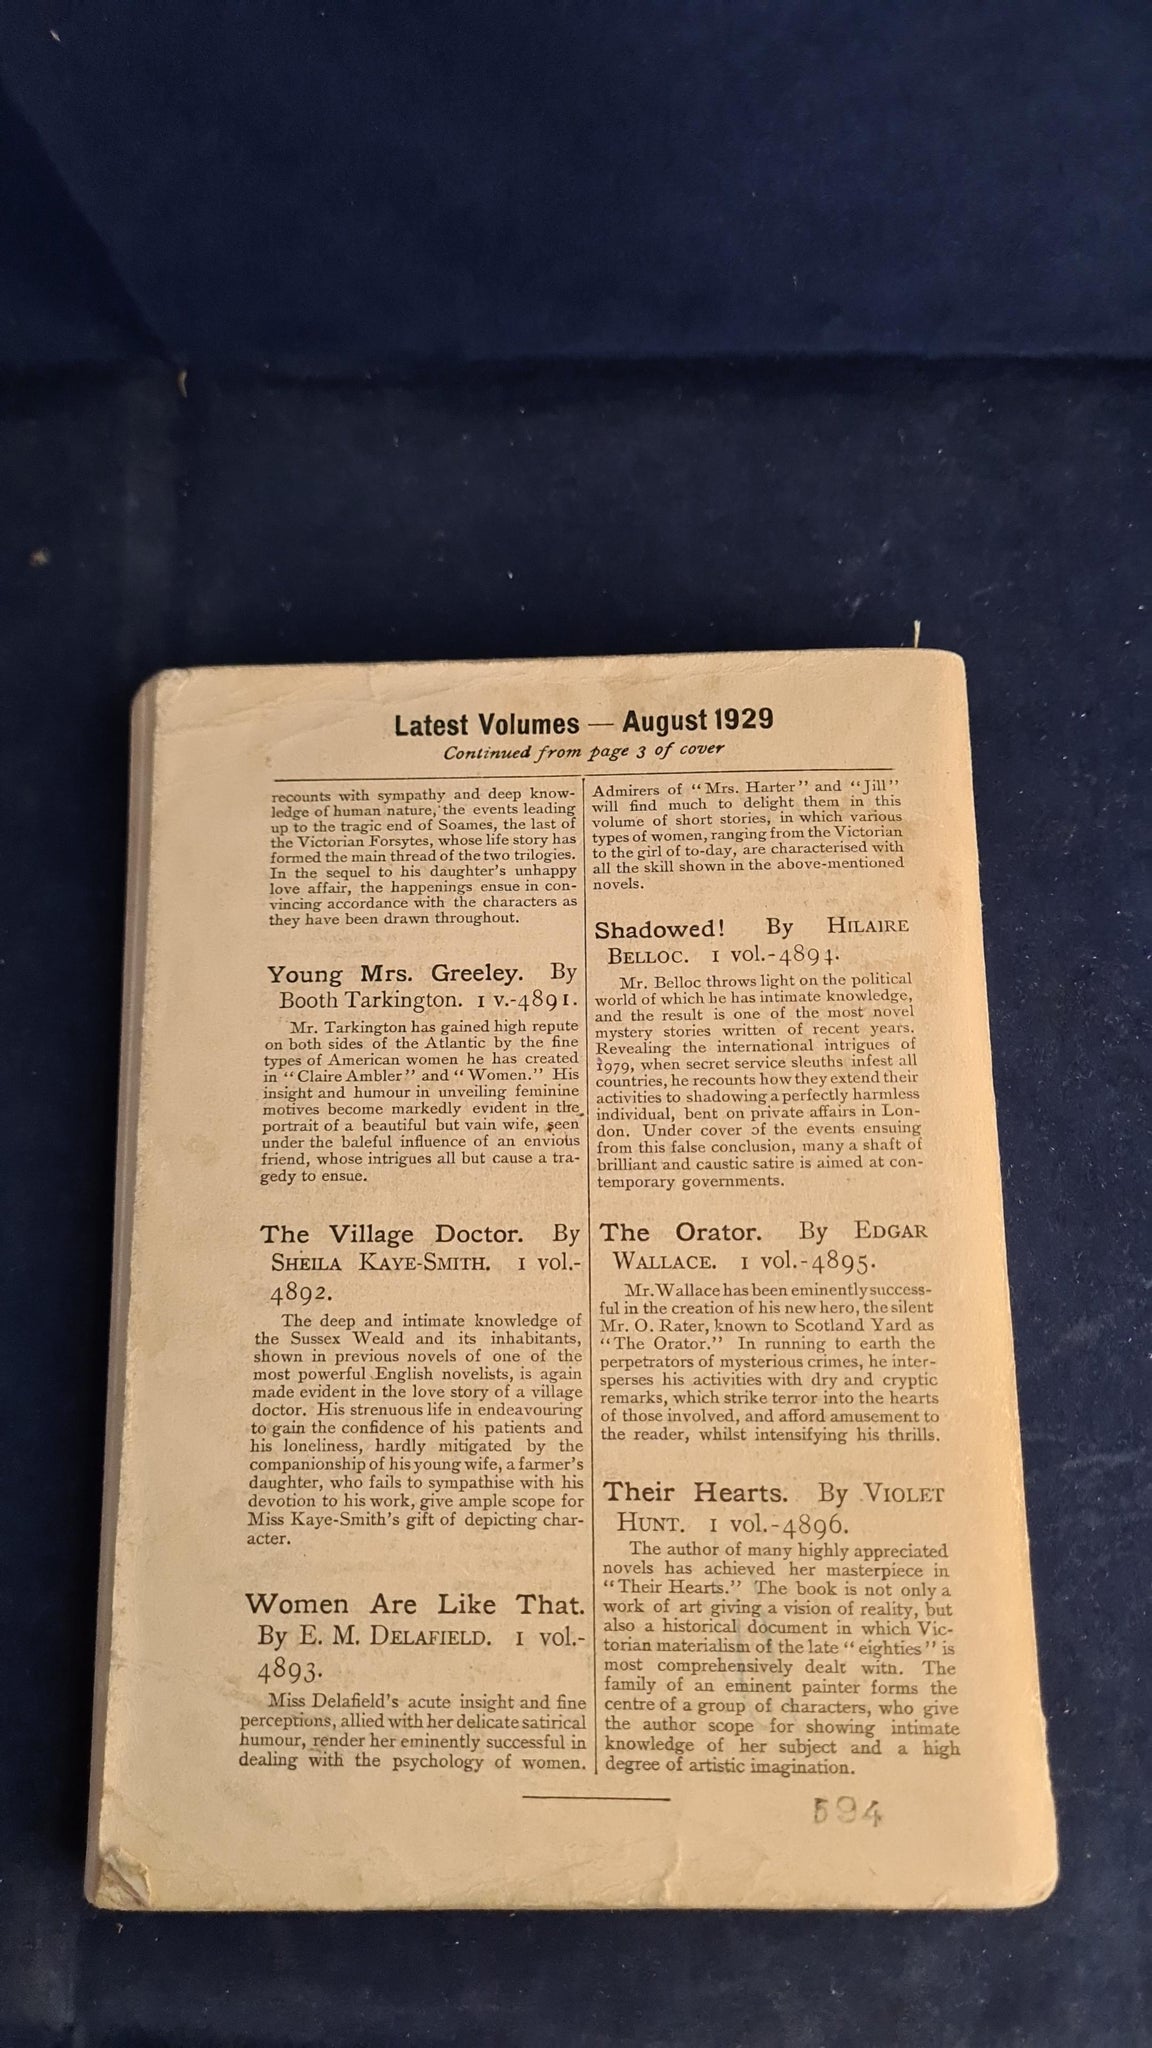 Latest Volumes — August 1929
Continued from page 3 of cover
recounts with sympathy and deep know-
ledge of human nature, the events leading
up to the tragic end of Soames, the last of
the Victorian Forsytes, whose life story has
formed the main thread of the two trilogies.
In the sequel to his daughter's unhappy
love affair, the happenings ensue in con-
vincing accordance with the characters as
they have been drawn throughout.
Young Mrs. Greeley. By
Booth Tarkington. 1 v.-4891.
Mr. Tarkington has gained high repute
on both sides of the Atlantic by the fine
types of American women he has created
in "Claire Ambler" and "Women." His
insight and humour in unveiling feminine
motives become markedly evident in the
portrait of a beautiful but vain wife, seen
under the baleful influence of an envious
friend, whose intrigues all but cause a tra-
gedy to ensue.
The Village Doctor. By
SHEILA KAYE-SMITH. 1 vol.-
4892.
The deep and intimate knowledge of
the Sussex Weald and its inhabitants,
shown in previous novels of one of the
most powerful English novelists, is again
made evident in the love story of a village
doctor. His strenuous life in endeavouring
to gain the confidence of his patients and
his loneliness, hardly mitigated by the
companionship of his young wife, a farmer's
daughter, who fails to sympathise with his
devotion to his work, give ample scope for
Miss Kaye-Smith's gift of depicting char-
acter.
Women Are Like That.
By E. M. DELAFIELD. 1 vol.-
4893.
Miss Delafield's acute insight and fine
perceptions, allied with her delicate satirical
humour, render her eminently successful in
dealing with the psychology of women.
Admirers of "Mrs. Harter" and "Jill"
will find much to delight them in this
volume of short stories, in which various
types of women, ranging from the Victorian
to the girl of to-day, are characterised with
all the skill shown in the above-mentioned
novels.
Shadowed! By HILAIRE
BELLOC. 1 vol.-4894.
Mr. Belloc throws light on the political
world of which he has intimate knowledge,
and the result is one of the most novel
mystery stories written of recent years.
Revealing the international intrigues of
1979, when secret service sleuths infest all
countries, he recounts how they extend their
activities to shadowing a perfectly harmless
individual, bent on private affairs in Lon-
don. Under cover of the events ensuing
from this false conclusion, many a shaft of
brilliant and caustic satire is aimed at con-
temporary governments.
The Orator. By EDGAR
WALLACE. 1 vol.-4895.
Mr. Wallace has been eminently success-
ful in the creation of his new hero, the silent
Mr. O. Rater, known to Scotland Yard as
"The Orator." In running to earth the
perpetrators of mysterious crimes, he inter-
sperses his activities with dry and cryptic
remarks, which strike terror into the hearts
of those involved, and afford amusement to
the reader, whilst intensifying his thrills.
Their Hearts. By VIOLET
HUNT. 1 vol.-4896.
The author of many highly appreciated
novels has achieved her masterpiece in
"Their Hearts." The book is not only a
work of art giving a vision of reality, but
also a historical document in which Vic-
torian materialism of the late "eighties" is
most comprehensively dealt with. The
family of an eminent painter forms the
centre of a group of characters, who give
the author scope for showing intimate
knowledge of her subject and a high
degree of artistic imagination.
594